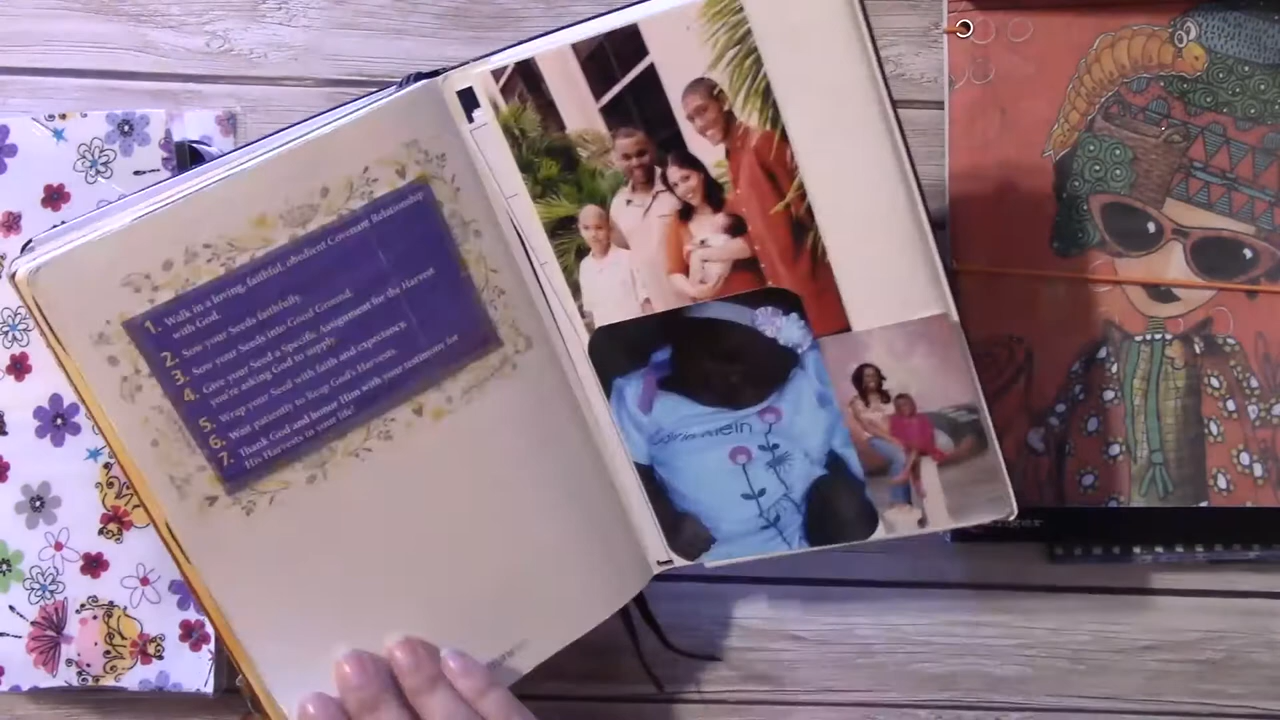 1. Walk in a loving, faithful, obedient Covenant Relationship
with God.
2. Sow your Seeds faithfully.
3. Sow your Seeds into Good Ground.
4. Give your Seed a Specific Assignment for the Harvest
you're asking God to supply.
5. Wrap your Seed with faith and expectancy.
6. Wait patiently to Reap God's Harvests.
7. Thank God and honor Him with your testimony for
His Harvests in your life!
Calvin Klein